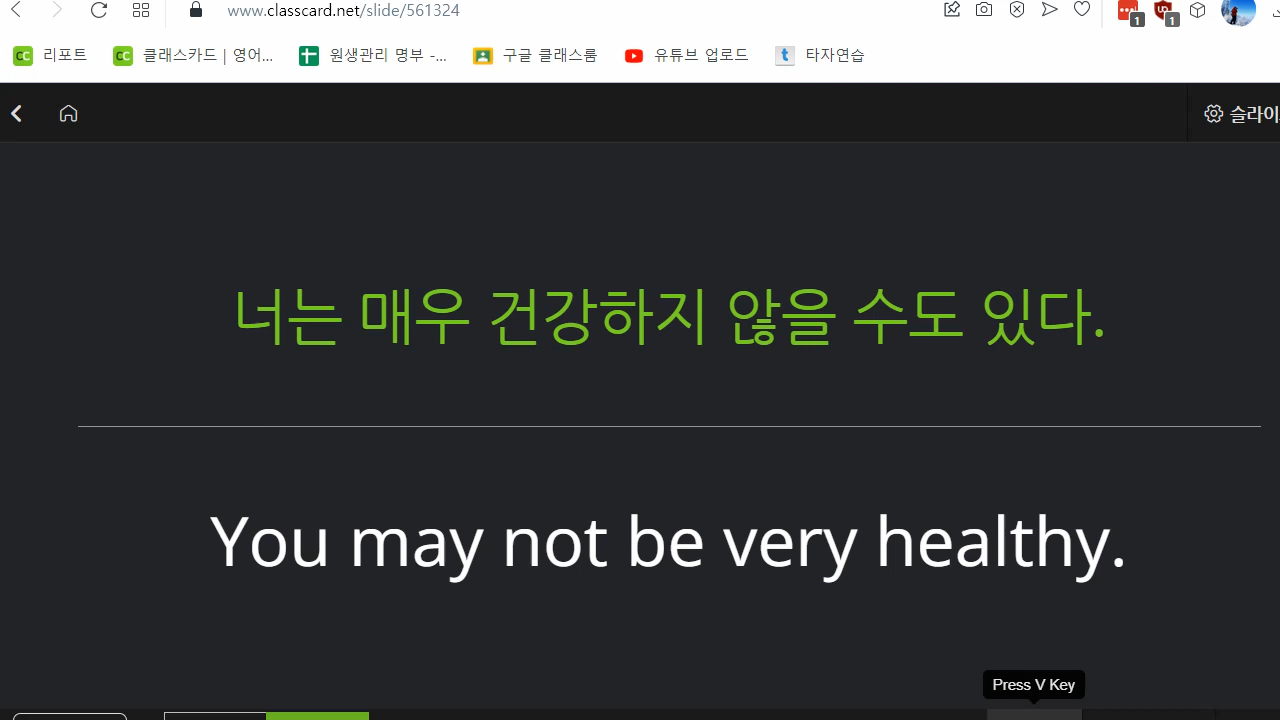 www.classcard.net/slide/561324
1 1
리포트 클래스카드 | 영어... 원생관리 명부 -... 구글 클래스룸 유튜브 업로드 타자연습
너는 매우 건강하지 않을 수도 있다.
You may not be very healthy.
Press V Key